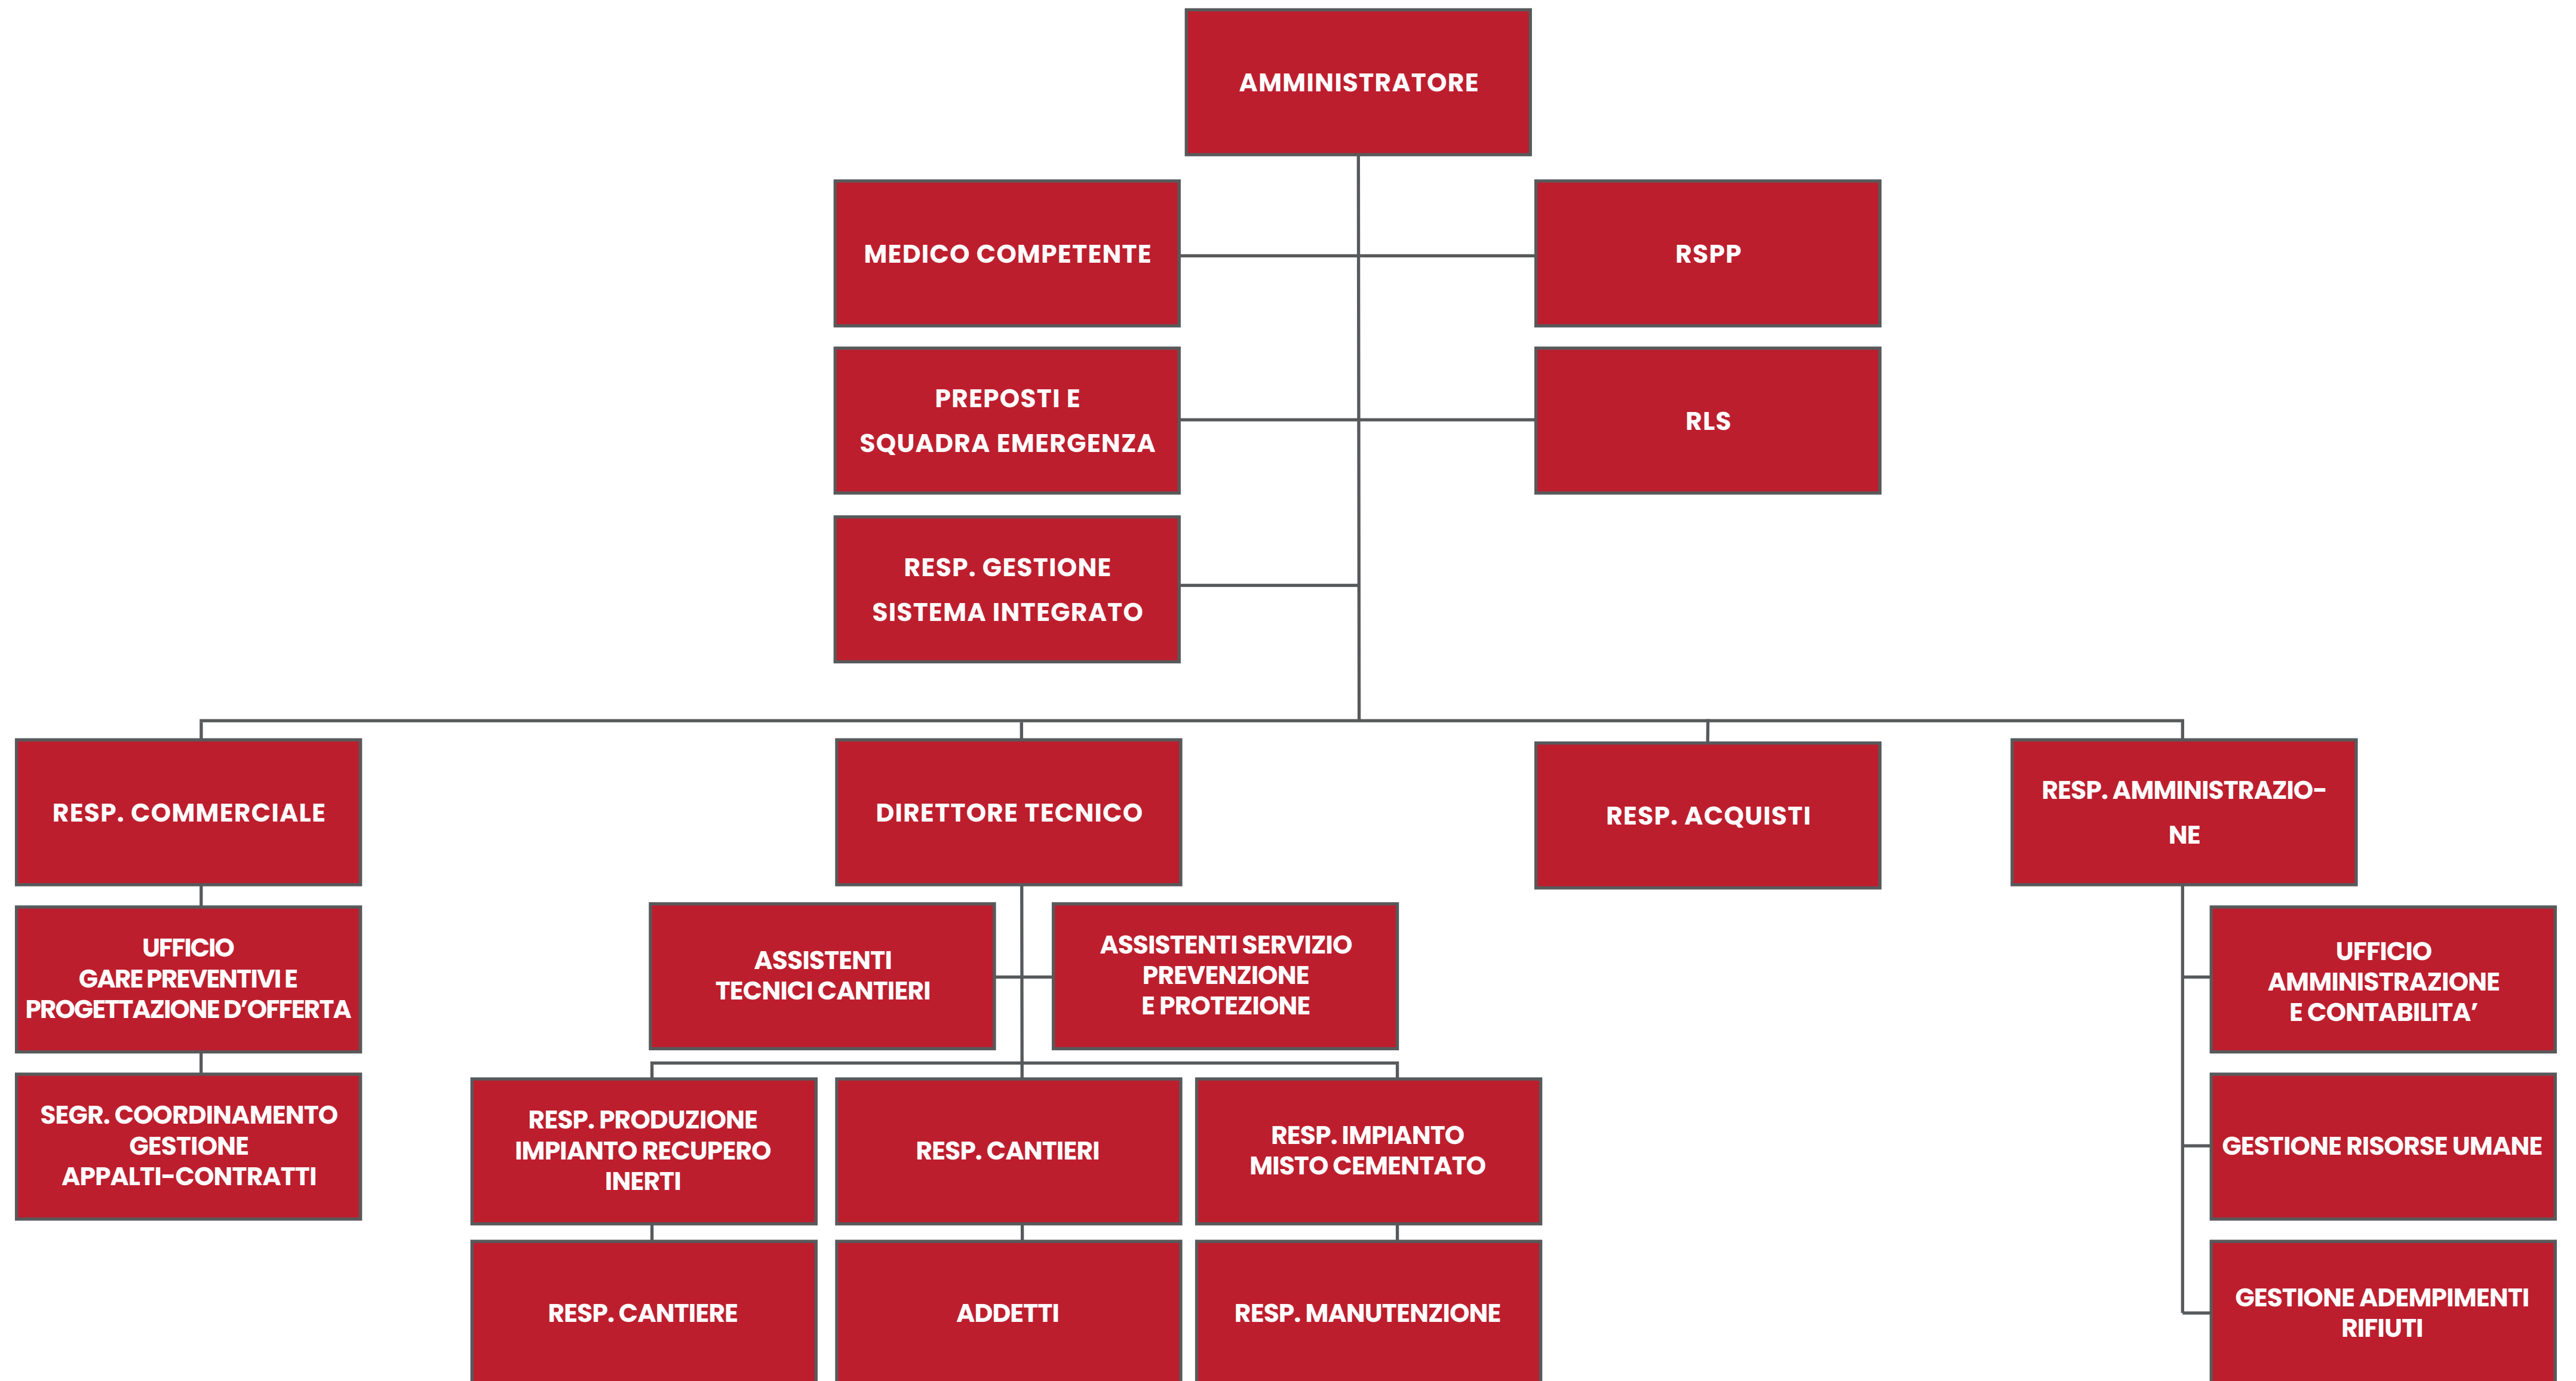 AMMINISTRATORE
MEDICO COMPETENTE
RSPP
PREPOSTI E
SQUADRA EMERGENZA
RLS
RESP. GESTIONE
SISTEMA INTEGRATO
RESP. COMMERCIALE
DIRETTORE TECNICO
RESP. ACQUISTI
RESP. AMMINISTRAZIO-
NE
UFFICIO
GARE PREVENTIVI E
PROGETTAZIONE D’OFFERTA
ASSISTENTI
TECNICI CANTIERI
ASSISTENTI SERVIZIO
PREVENZIONE
E PROTEZIONE
UFFICIO
AMMINISTRAZIONE
E CONTABILITA’
SEGR. COORDINAMENTO
GESTIONE
APPALTI-CONTRATTI
RESP. PRODUZIONE
IMPIANTO RECUPERO
INERTI
RESP. CANTIERI
RESP. IMPIANTO
MISTO CEMENTATO
GESTIONE RISORSE UMANE
RESP. CANTIERE
ADDETTI
RESP. MANUTENZIONE
GESTIONE ADEMPIMENTI
RIFIUTI